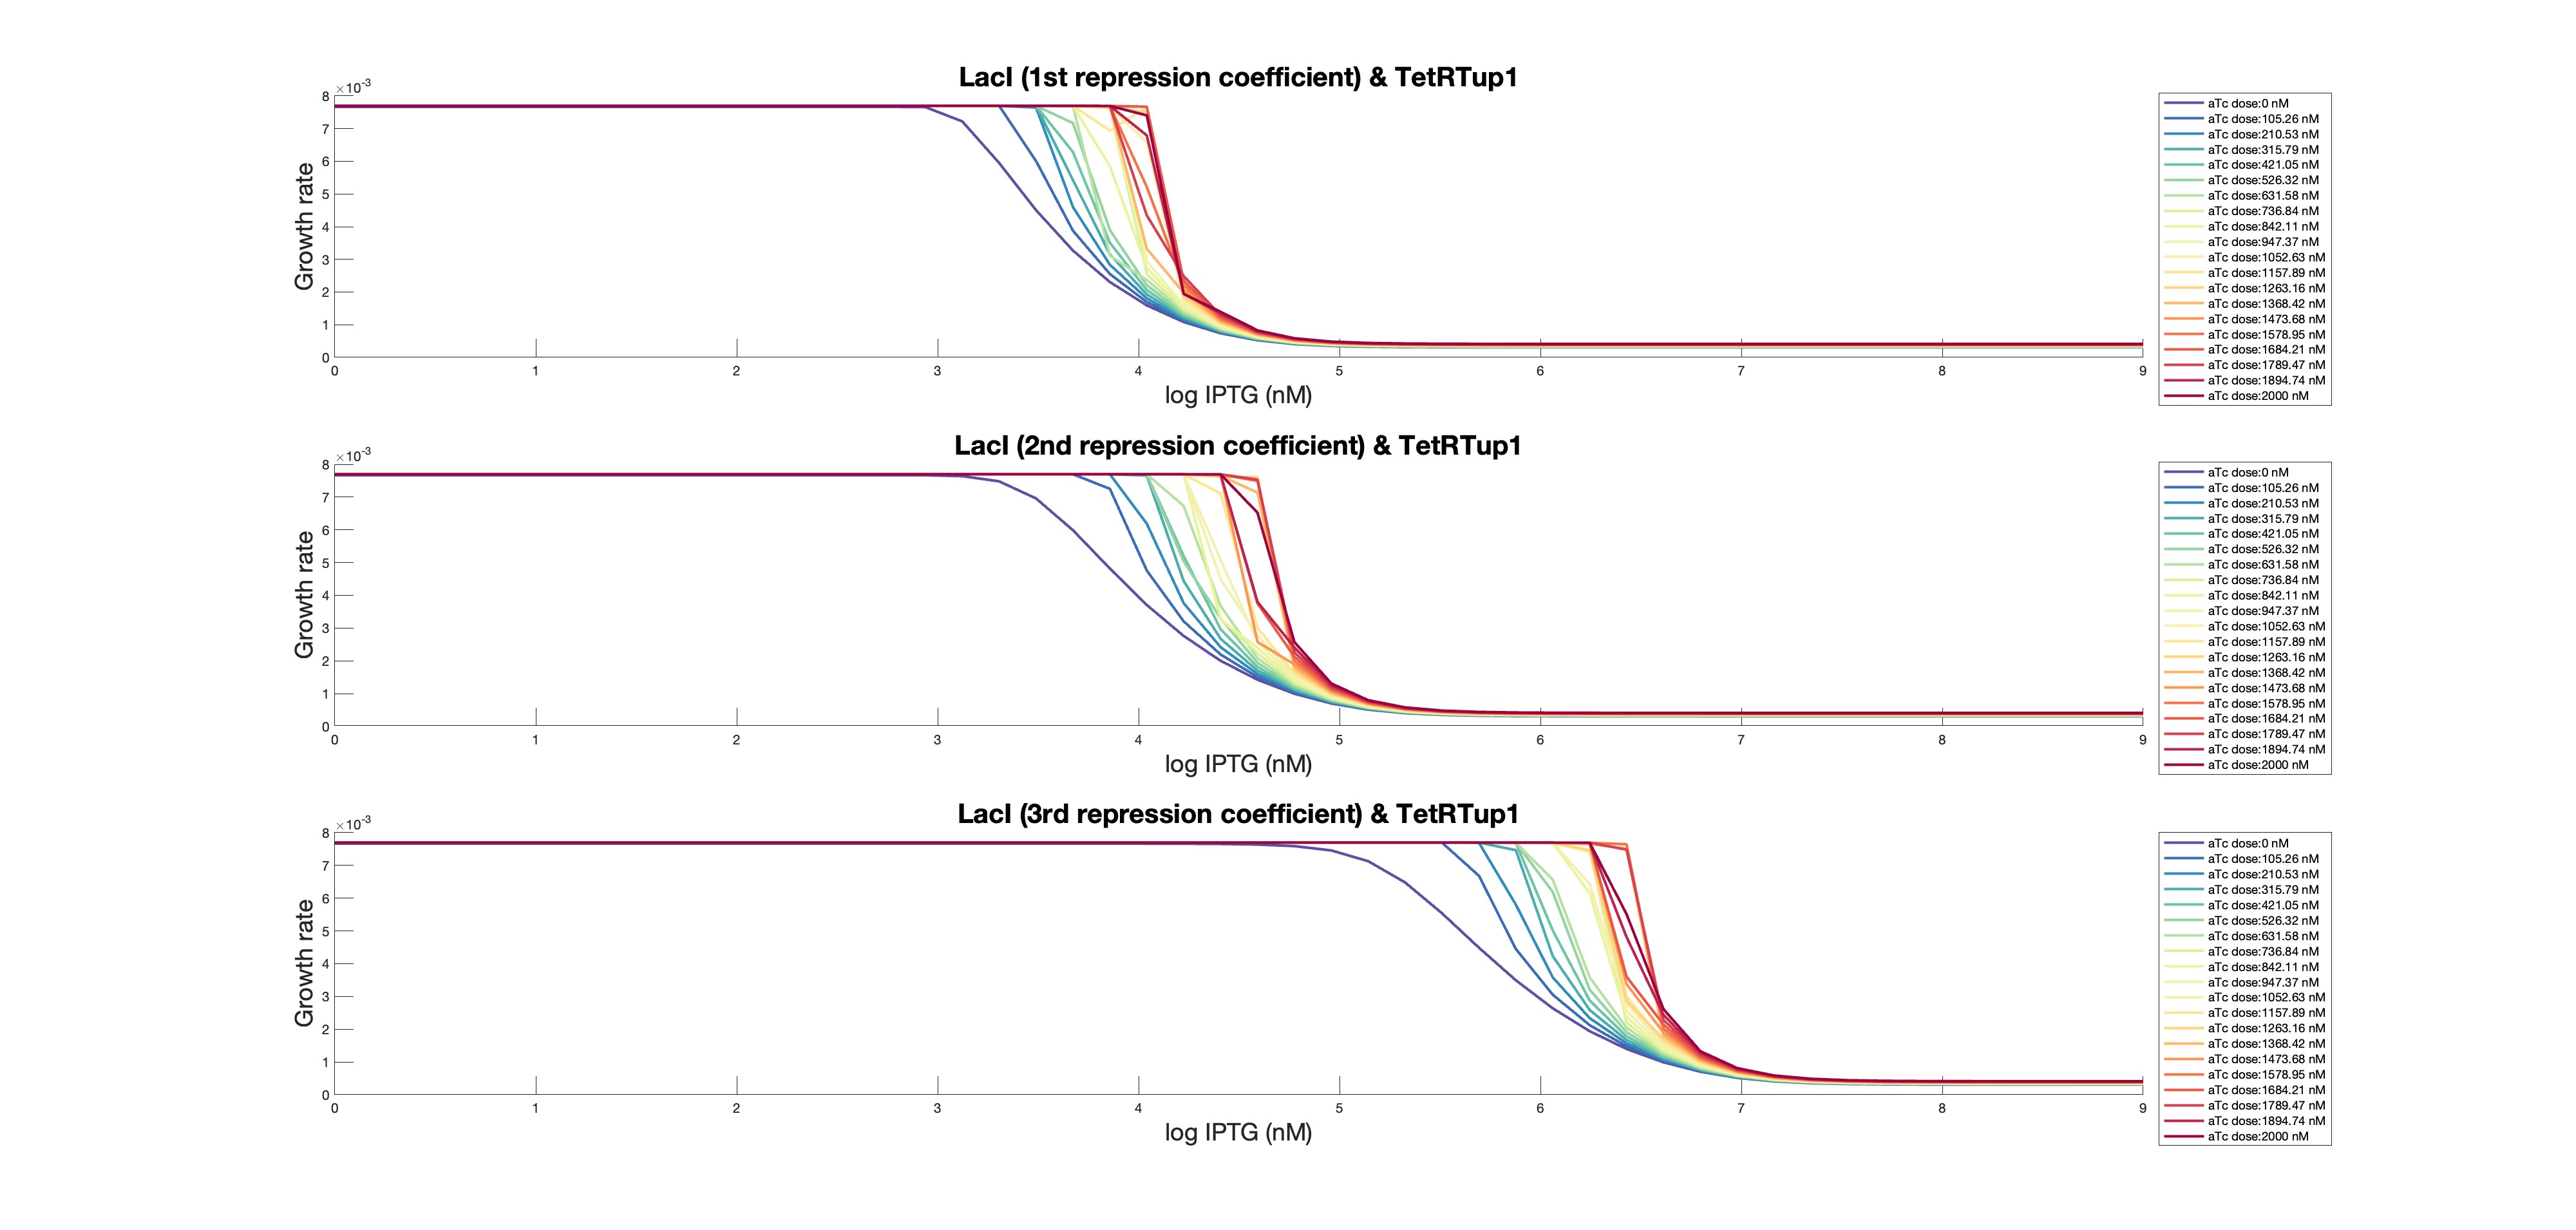 LacI (1st repression coefficient) & TetRTup1
×10-3
8
7
6
5
4
3
2
1
0
Growth rate
0 1 2 3 4 5 6 7 8 9
log IPTG (nM)
aTc dose:0 nM
aTc dose:105.26 nM
aTc dose:210.53 nM
aTc dose:315.79 nM
aTc dose:421.05 nM
aTc dose:526.32 nM
aTc dose:631.58 nM
aTc dose:736.84 nM
aTc dose:842.11 nM
aTc dose:947.37 nM
aTc dose:1052.63 nM
aTc dose:1157.89 nM
aTc dose:1263.16 nM
aTc dose:1368.42 nM
aTc dose:1473.68 nM
aTc dose:1578.95 nM
aTc dose:1684.21 nM
aTc dose:1789.47 nM
aTc dose:1894.74 nM
aTc dose:2000 nM
LacI (2nd repression coefficient) & TetRTup1
×10-3
8
7
6
5
4
3
2
1
0
Growth rate
0 1 2 3 4 5 6 7 8 9
log IPTG (nM)
aTc dose:0 nM
aTc dose:105.26 nM
aTc dose:210.53 nM
aTc dose:315.79 nM
aTc dose:421.05 nM
aTc dose:526.32 nM
aTc dose:631.58 nM
aTc dose:736.84 nM
aTc dose:842.11 nM
aTc dose:947.37 nM
aTc dose:1052.63 nM
aTc dose:1157.89 nM
aTc dose:1263.16 nM
aTc dose:1368.42 nM
aTc dose:1473.68 nM
aTc dose:1578.95 nM
aTc dose:1684.21 nM
aTc dose:1789.47 nM
aTc dose:1894.74 nM
aTc dose:2000 nM
LacI (3rd repression coefficient) & TetRTup1
×10-3
8
7
6
5
4
3
2
1
0
Growth rate
0 1 2 3 4 5 6 7 8 9
log IPTG (nM)
aTc dose:0 nM
aTc dose:105.26 nM
aTc dose:210.53 nM
aTc dose:315.79 nM
aTc dose:421.05 nM
aTc dose:526.32 nM
aTc dose:631.58 nM
aTc dose:736.84 nM
aTc dose:842.11 nM
aTc dose:947.37 nM
aTc dose:1052.63 nM
aTc dose:1157.89 nM
aTc dose:1263.16 nM
aTc dose:1368.42 nM
aTc dose:1473.68 nM
aTc dose:1578.95 nM
aTc dose:1684.21 nM
aTc dose:1789.47 nM
aTc dose:1894.74 nM
aTc dose:2000 nM